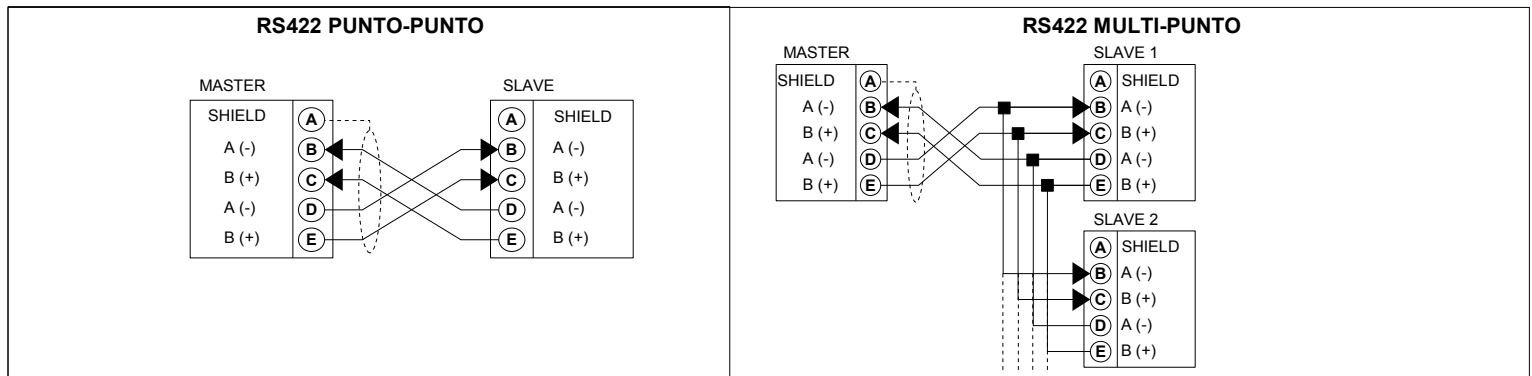 RS422 PUNTO-PUNTO
MASTER
SHIELD A
A (-) B
B (+) C
A (-) D
B (+) E
SLAVE
A SHIELD
B A (-)
C B (+)
D A (-)
E B (+)
RS422 MULTI-PUNTO
MASTER
SHIELD A
A (-) B
B (+) C
A (-) D
B (+) E
SLAVE 1
A SHIELD
B A (-)
C B (+)
D A (-)
E B (+)
SLAVE 2
A SHIELD
B A (-)
C B (+)
D A (-)
E B (+)